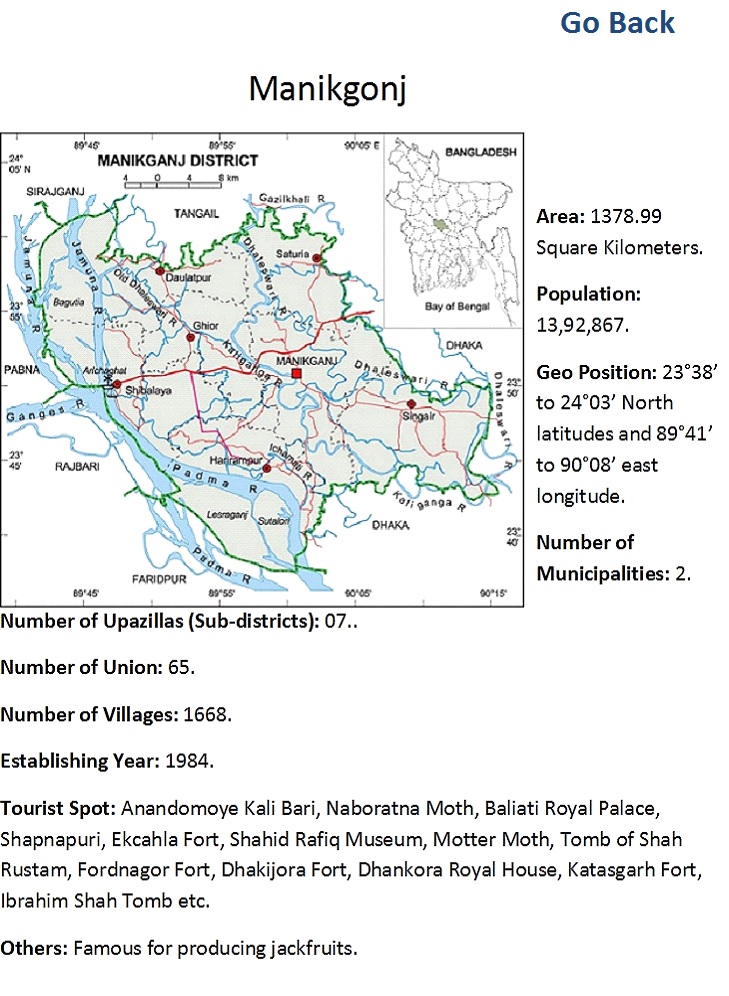 Go Back
Manikgonj
89°45'
89°55'
90°05' E
24°
05' N
MANIKGANJ DISTRICT
4 0 4 8 km
BANGLADESH
SIRAJGANJ
TANGAIL
Gazilkhali R
Jamuna R
Jamuna R
Dhaleswari R
Saturia
Daulatpur
Old Dhaleswari R
Bagutia
Bay of Bengal
23°
55'
Ghior
Kaliganga R
DHAKA
MANIKGANJ
PABNA
Arichaghat
Dhaleswari R
Shibalaya
23°
50'
Ganges R
Singair
Dhaleswari R
23°
45'
RAJBARI
Harirampur
Ichamati R
Padma R
Kaliganga R
Lesraganj
Sutalori
DHAKA
23°
40'
Padma R
FARIDPUR
89°45'
89°55'
90°05'
90°15'
Area: 1378.99
Square Kilometers.
Population:
13,92,867.
Geo Position: 23°38’
to 24°03’ North
latitudes and 89°41’
to 90°08’ east
longitude.
Number of
Municipalities: 2.
Number of Upazillas (Sub-districts): 07..
Number of Union: 65.
Number of Villages: 1668.
Establishing Year: 1984.
Tourist Spot: Anandomoye Kali Bari, Naboratna Moth, Baliati Royal Palace,
Shapnapuri, Ekcahla Fort, Shahid Rafiq Museum, Motter Moth, Tomb of Shah
Rustam, Fordnagor Fort, Dhakijora Fort, Dhankora Royal House, Katasgarh Fort,
Ibrahim Shah Tomb etc.
Others: Famous for producing jackfruits.